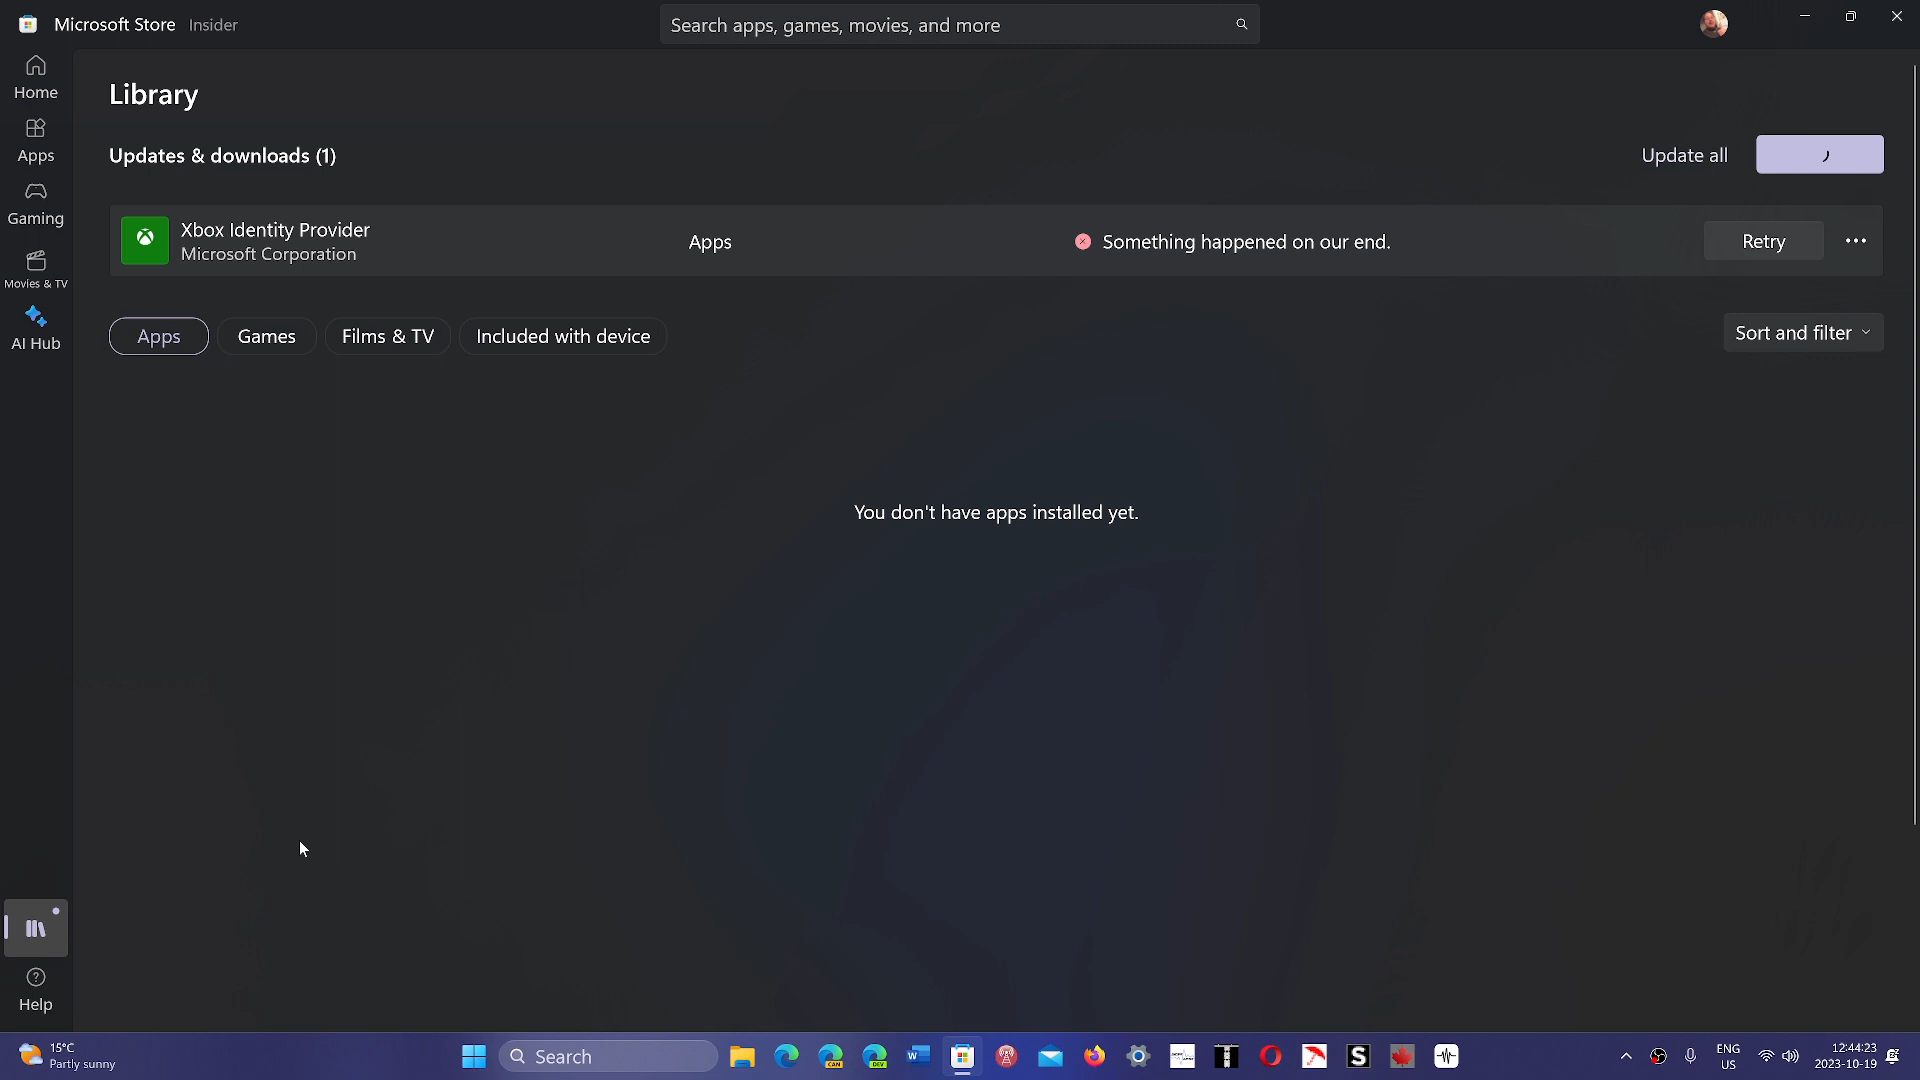 Microsoft Store Insider
Search apps, games, movies, and more
Home
Apps
Gaming
Movies & TV
AI Hub
Library
Updates & downloads (1)
Update all
Xbox Identity Provider
Microsoft Corporation
Apps
Something happened on our end.
Retry
Apps
Games
Films & TV
Included with device
Sort and filter
You don't have apps installed yet.
Help
15°C
Partly sunny
Search
CAN
DEV
W
S
ENG
US
12:44:23
2023-10-19